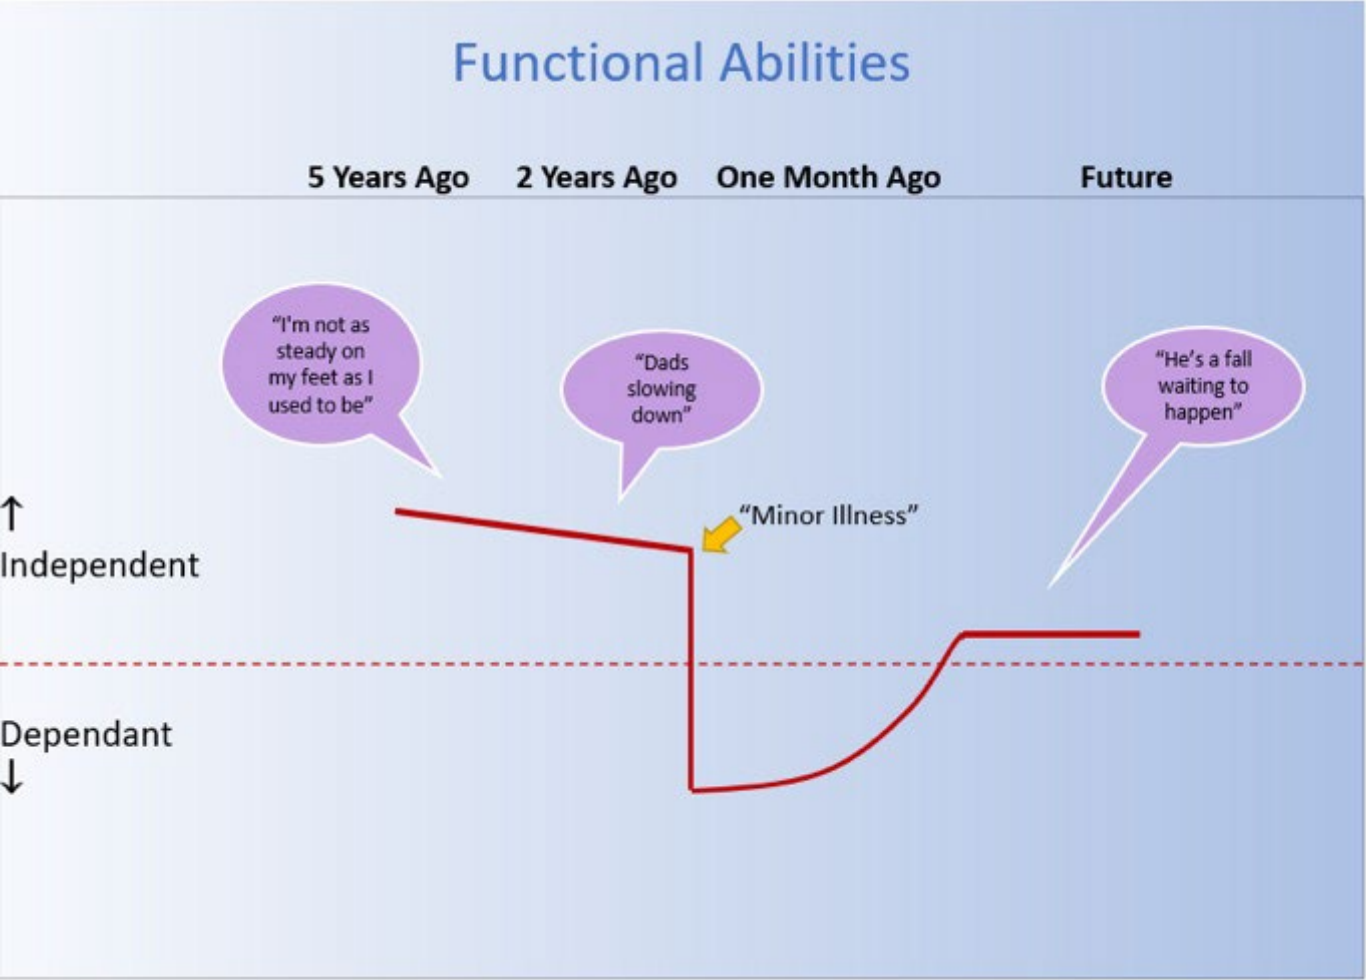 Functional Abilities
5 Years Ago 2 Years Ago One Month Ago Future
“I'm not as
steady on
my feet as I
used to be”
“Dads
slowing
down”
“He’s a fall
waiting to
happen”
“Minor Illness”
↑
Independent
Dependant
↓